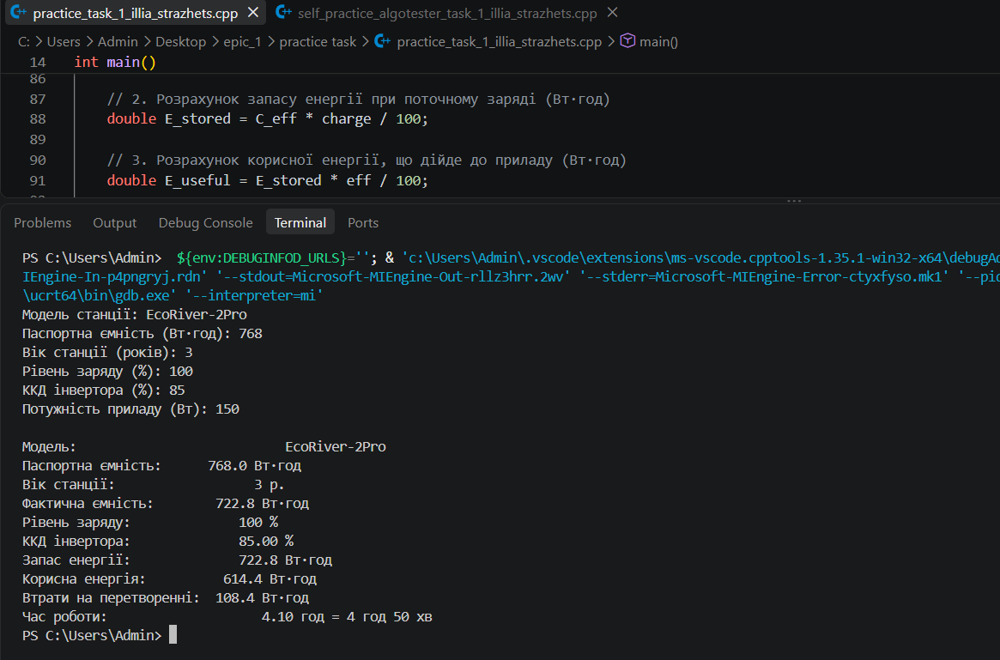 practice_task_1_illia_strazhets.cpp self_practice_algotester_task_1_illia_strazhets.cpp
C: > Users > Admin > Desktop > epic_1 > practice task > practice_task_1_illia_strazhets.cpp > main()
14 int main()
86
87 // 2. Розрахунок запасу енергії при поточному заряді (Вт·год)
88 double E_stored = C_eff * charge / 100;
89
90 // 3. Розрахунок корисної енергії, що дійде до приладу (Вт·год)
91 double E_useful = E_stored * eff / 100;
Problems Output Debug Console Terminal Ports
PS C:\Users\Admin> ${env:DEBUGINFOD_URLS}=''; & 'c:\Users\Admin\.vscode\extensions\ms-vscode.cpptools-1.35.1-win32-x64\debugAd
IEngine-In-p4pngryj.rdn' '--stdout=Microsoft-MIEngine-Out-rllz3hrr.2wv' '--stderr=Microsoft-MIEngine-Error-ctyxfyso.mk1' '--pid
\ucrt64\bin\gdb.exe' '--interpreter=mi'
Модель станції: EcoRiver-2Pro
Паспортна ємність (Вт·год): 768
Вік станції (років): 3
Рівень заряду (%): 100
ККД інвертора (%): 85
Потужність приладу (Вт): 150
Модель: EcoRiver-2Pro
Паспортна ємність: 768.0 Вт·год
Вік станції: 3 р.
Фактична ємність: 722.8 Вт·год
Рівень заряду: 100 %
ККД інвертора: 85.00 %
Запас енергії: 722.8 Вт·год
Корисна енергія: 614.4 Вт·год
Втрати на перетворенні: 108.4 Вт·год
Час роботи: 4.10 год = 4 год 50 хв
PS C:\Users\Admin>